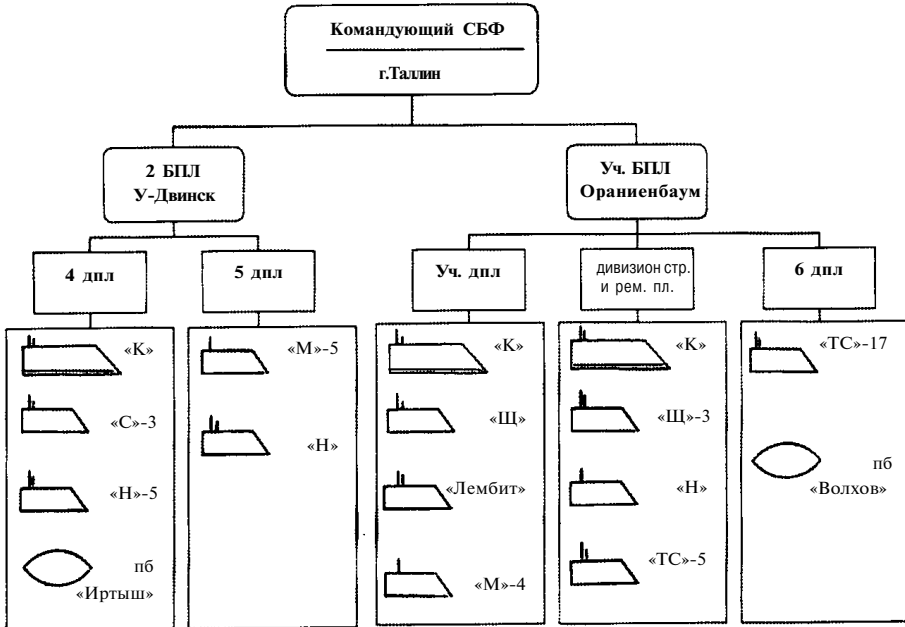 Командующий СБФ
г.Таллин
2 БПЛ
У-Двинск
Уч. БПЛ
Ораниенбаум
4 дпл
5 дпл
Уч. дпл
дивизион стр.
и рем. пл.
6 дпл
«К»
«С»-3
«Н»-5
пб
«Иртыш»
«М»-5
«Н»
«К»
«Щ»
«Лембит»
«М»-4
«К»
«Щ»-3
«Н»
«ТС»-5
«ТС»-17
пб
«Волхов»